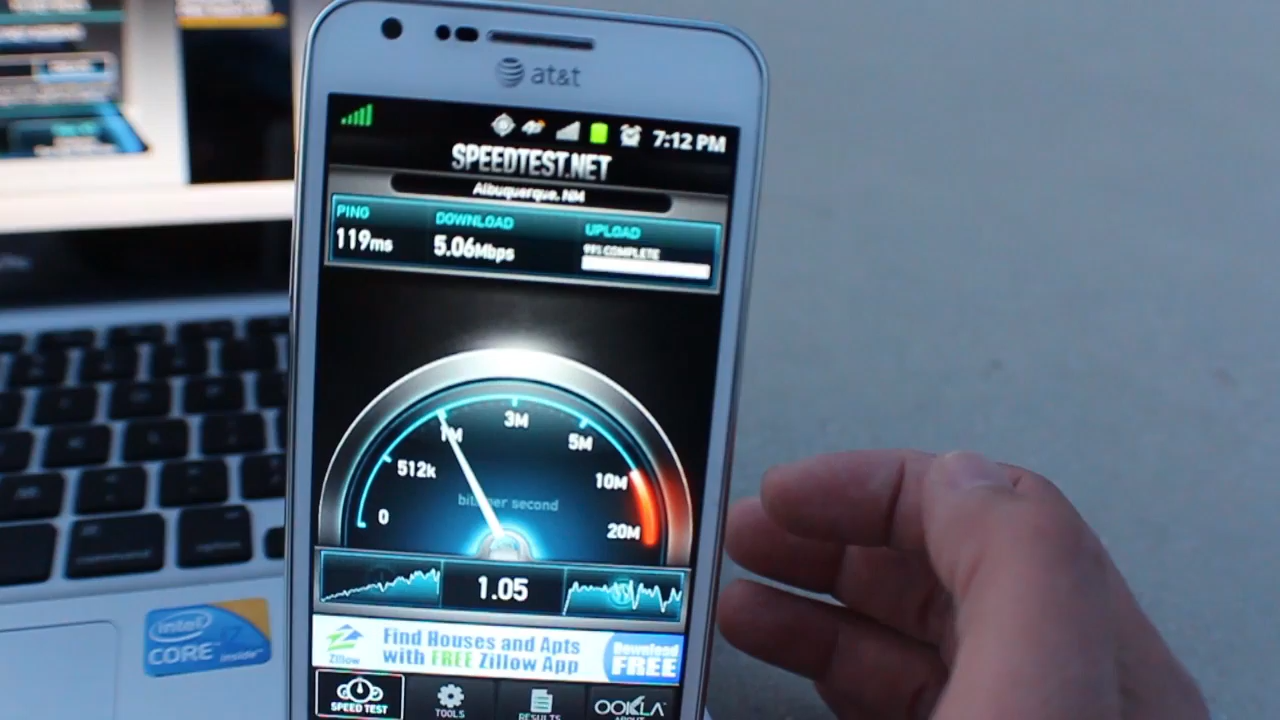 at&t
7:12 PM
SPEEDTEST.NET
Albuquerque, NM
PING
DOWNLOAD
UPLOAD
119ms
5.06Mbps
99% COMPLETE
3M
1M
5M
512k
10M
bits per second
0
20M
1.05
Find Houses and Apts
with FREE Zillow App
Zillow
Download
FREE
SPEED TEST
TOOLS
RESULTS
OOKLA
ABOUT
intel
CORE i7
inside